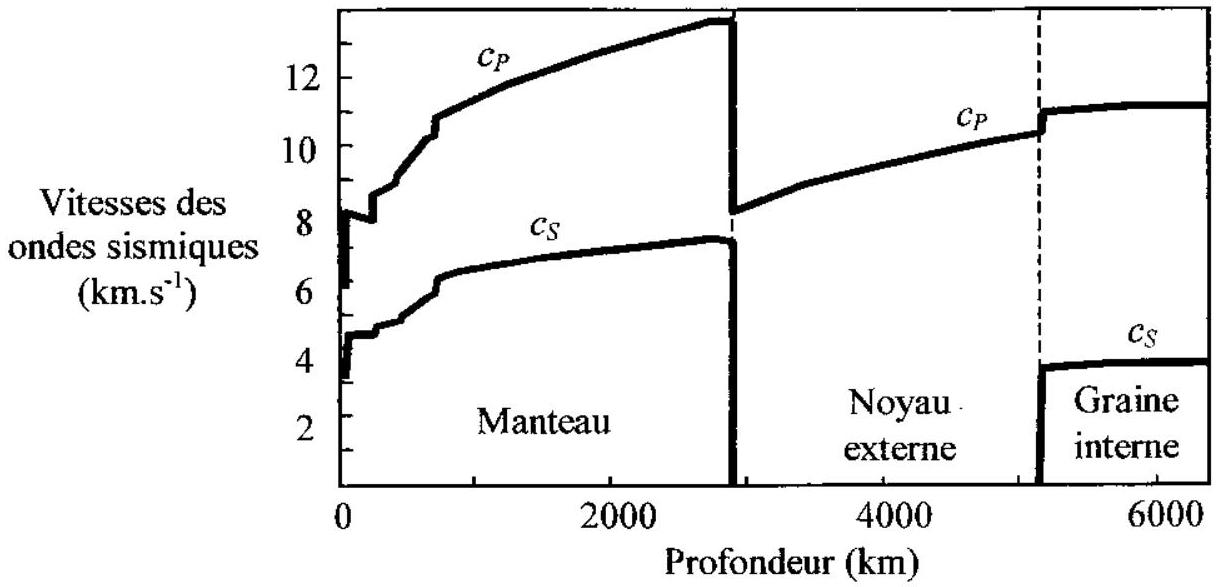 12
10
8
6
4
2
Vitesses des
ondes sismiques
(km.s⁻¹)
c_P
c_S
c_P
c_S
Manteau
Noyau
externe
Graine
interne
0 2000 4000 6000
Profondeur (km)